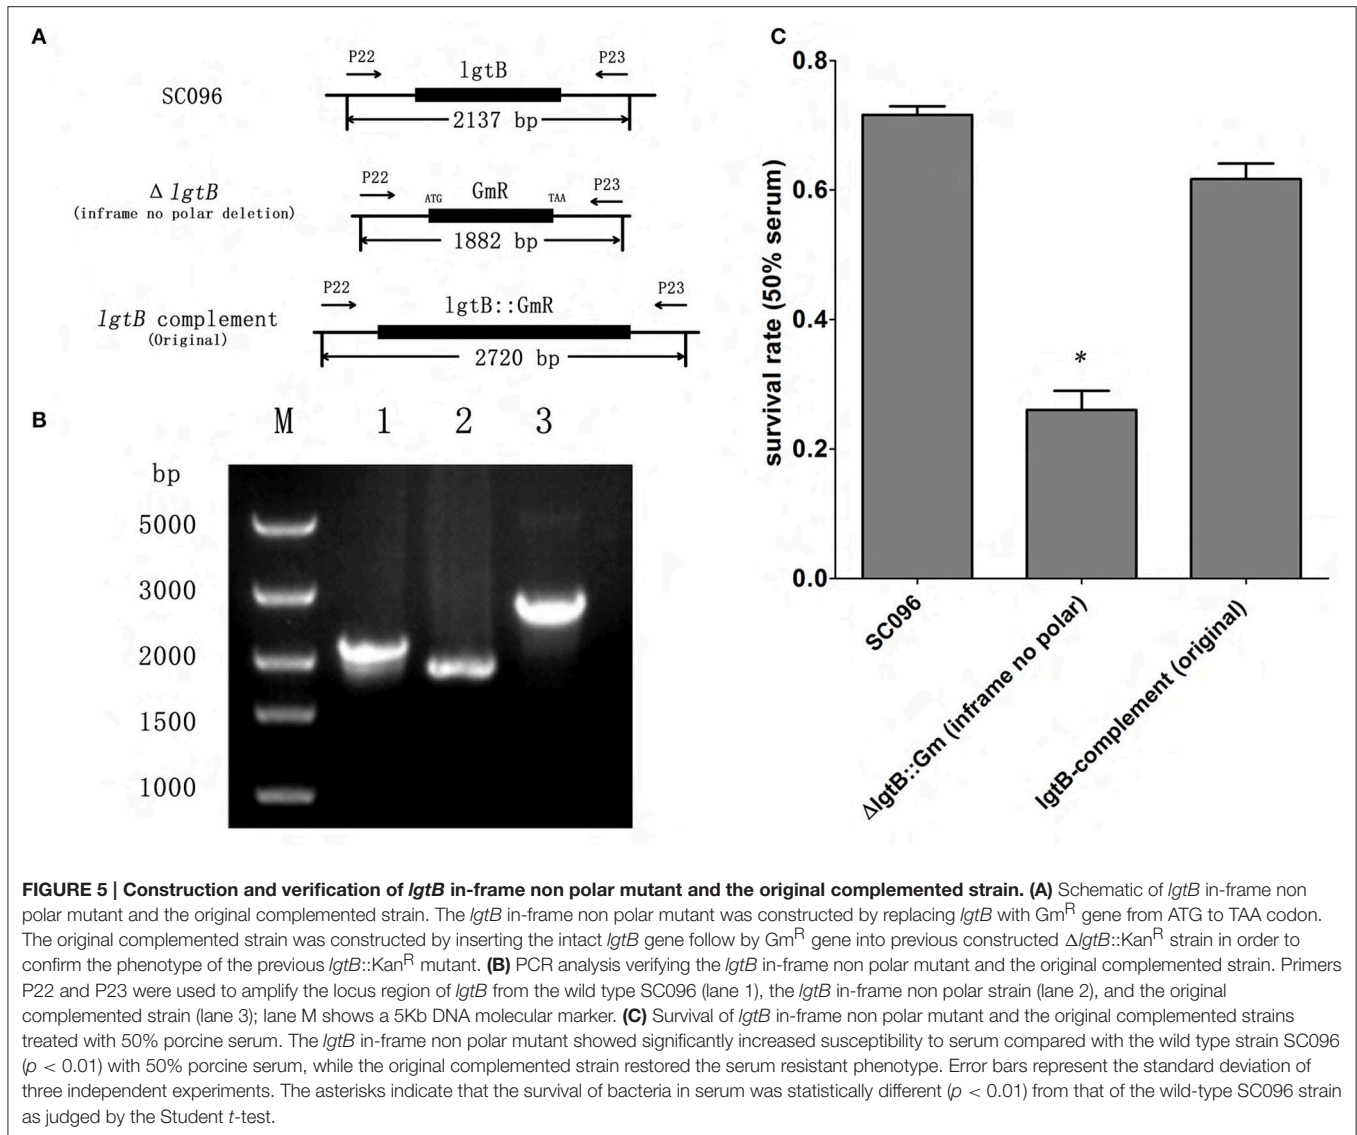 A
P22
P23
lgtB
SC096
2137 bp
P22
P23
Δ lgtB
(inframe no polar deletion)
ATG
GmR
TAA
1882 bp
P22
P23
lgtB::GmR
lgtB complement
(Original)
2720 bp
B
M 1 2 3
bp
5000
3000
2000
1500
1000
C
survival rate (50% serum)
0.8
0.6
0.4
0.2
0.0
*
SC096
ΔlgtB::Gm (inframe no polar)
lgtB-complement (original)
FIGURE 5 | Construction and verification of lgtB in-frame non polar mutant and the original complemented strain. (A) Schematic of lgtB in-frame non
polar mutant and the original complemented strain. The lgtB in-frame non polar mutant was constructed by replacing lgtB with GmR gene from ATG to TAA codon.
The original complemented strain was constructed by inserting the intact lgtB gene follow by GmR gene into previous constructed ΔlgtB::KanR strain in order to
confirm the phenotype of the previous lgtB::KanR mutant. (B) PCR analysis verifying the lgtB in-frame non polar mutant and the original complemented strain. Primers
P22 and P23 were used to amplify the locus region of lgtB from the wild type SC096 (lane 1), the lgtB in-frame non polar strain (lane 2), and the original
complemented strain (lane 3); lane M shows a 5Kb DNA molecular marker. (C) Survival of lgtB in-frame non polar mutant and the original complemented strains
treated with 50% porcine serum. The lgtB in-frame non polar mutant showed significantly increased susceptibility to serum compared with the wild type strain SC096
(p < 0.01) with 50% porcine serum, while the original complemented strain restored the serum resistant phenotype. Error bars represent the standard deviation of
three independent experiments. The asterisks indicate that the survival of bacteria in serum was statistically different (p < 0.01) from that of the wild-type SC096 strain
as judged by the Student t-test.